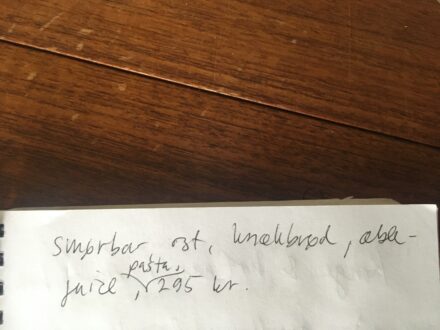 smørbar ost, knækbrød, æble-
juice, pasta, 295 kr.